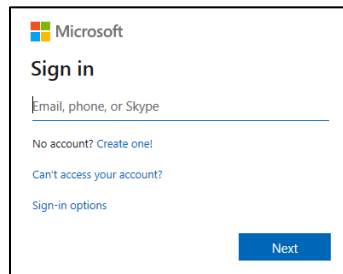 Microsoft
Sign in
Email, phone, or Skype
No account? Create one!
Can't access your account?
Sign-in options
Next